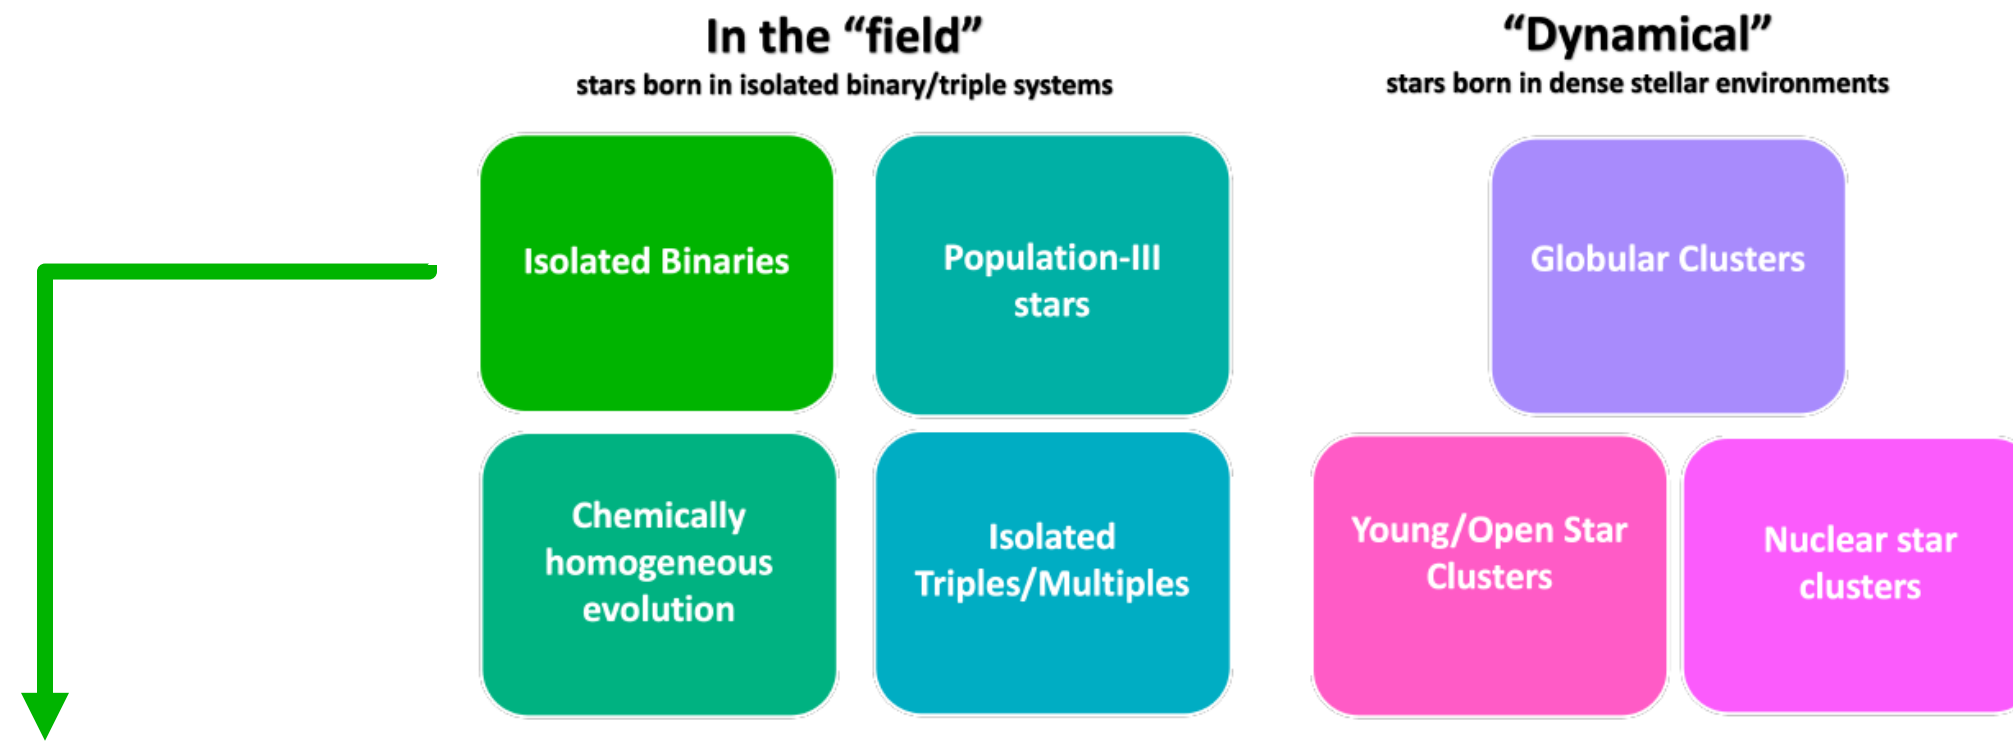 In the “field”
stars born in isolated binary/triple systems
Isolated Binaries
Population-III
stars
Chemically
homogeneous
evolution
Isolated
Triples/Multiples
“Dynamical”
stars born in dense stellar environments
Globular Clusters
Young/Open Star
Clusters
Nuclear star
clusters